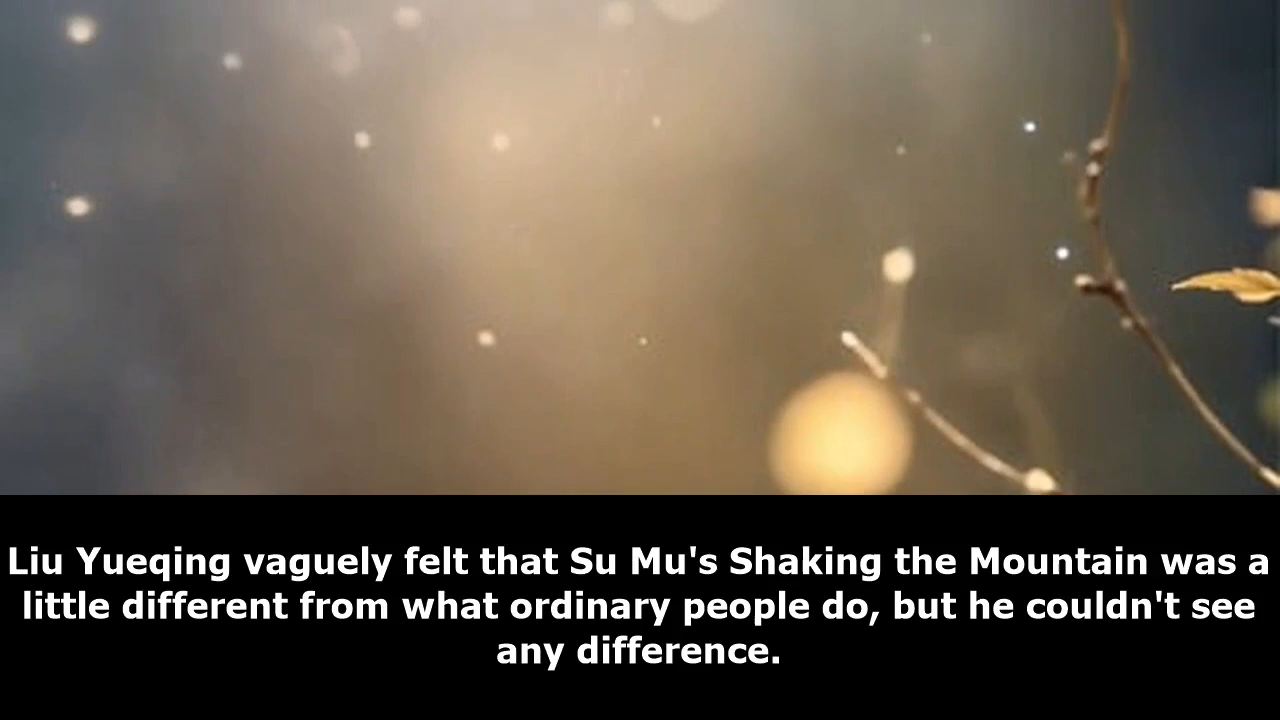 Liu Yueqing vaguely felt that Su Mu's Shaking the Mountain was a
little different from what ordinary people do, but he couldn't see
any difference.